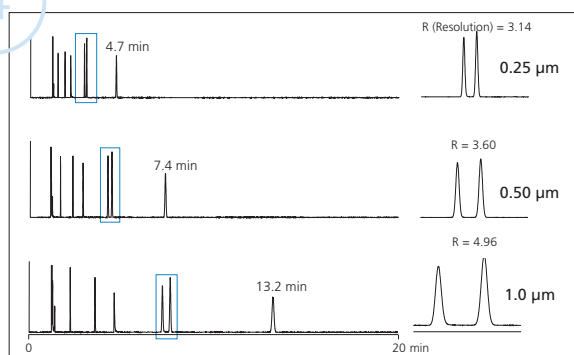 R (Resolution) = 3.14
4.7 min
0.25 µm
R = 3.60
7.4 min
0.50 µm
R = 4.96
13.2 min
1.0 µm
0
20 min